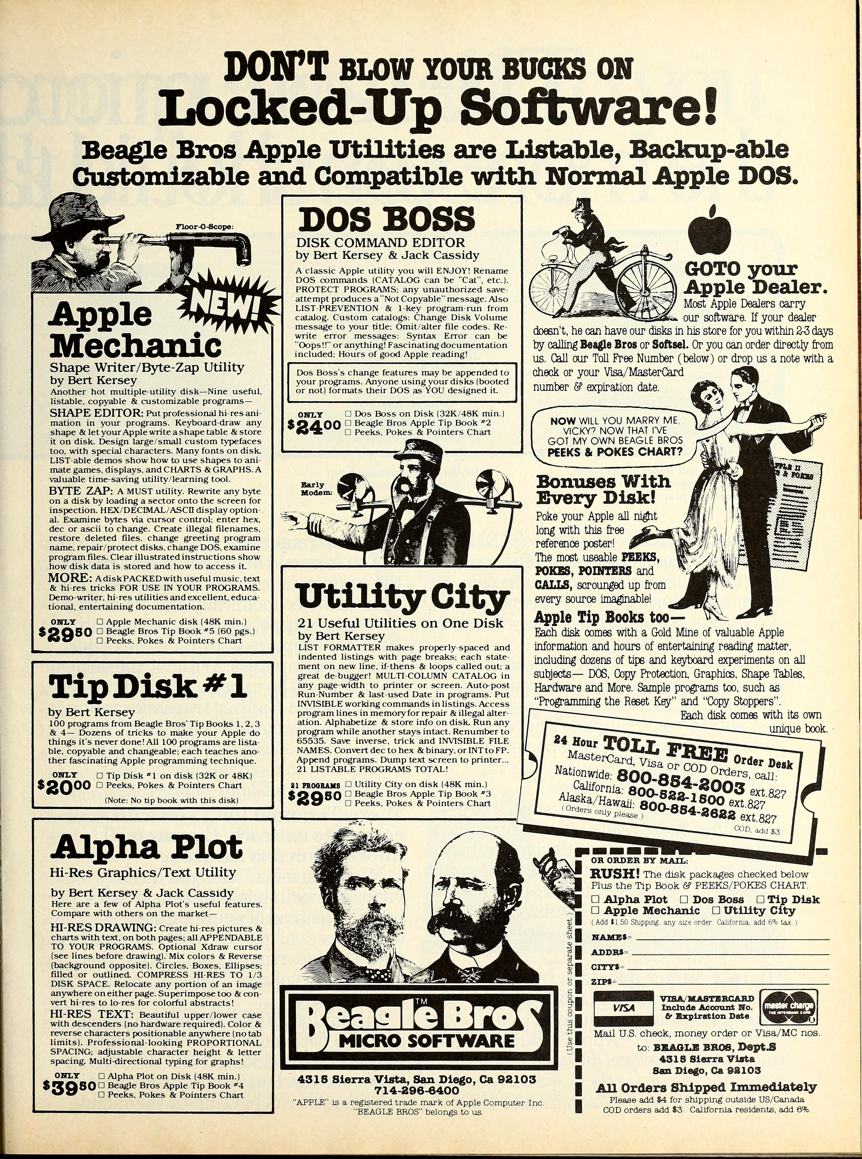 DON'T BLOW YOUR BUCKS ON
Locked-Up Software!
Beagle Bros Apple Utilities are Listable, Backup-able
Customizable and Compatible with Normal Apple DOS.
Floor-O-Scope:
NEW!
Apple
Mechanic
Shape Writer/Byte-Zap Utility
by Bert Kersey
Another hot multiple-utility disk—Nine useful,
listable, copyable & customizable programs—
SHAPE EDITOR: Put professional hi-res ani-
mation in your programs. Keyboard-draw any
shape & let your Apple write a shape table & store
it on disk. Design large/small custom typefaces
too, with special characters. Many fonts on disk.
LIST-able demos show how to use shapes to ani-
mate games, displays, and CHARTS & GRAPHS. A
valuable time-saving utility/learning tool.
BYTE ZAP: A MUST utility. Rewrite any byte
on a disk by loading a sector onto the screen for
inspection. HEX/DECIMAL/ASCII display option-
al. Examine bytes via cursor control; enter hex,
dec or ascii to change. Create illegal filenames,
restore deleted files, change greeting program
name, repair/protect disks, change DOS, examine
program files. Clear illustrated instructions show
how disk data is stored and how to access it.
MORE: A disk PACKED with useful music, text
& hi-res tricks FOR USE IN YOUR PROGRAMS.
Demo-writer, hi-res utilities and excellent, educa-
tional, entertaining documentation.
ONLY
$2950
☐ Apple Mechanic disk (48K min.)
☐ Beagle Bros Tip Book #5 (60 pgs.)
☐ Peeks, Pokes & Pointers Chart
Tip Disk #1
by Bert Kersey
100 programs from Beagle Bros' Tip Books 1, 2, 3
& 4— Dozens of tricks to make your Apple do
things it's never done! All 100 programs are lista-
ble, copyable and changeable; each teaches ano-
ther fascinating Apple programming technique.
ONLY
$2000
☐ Tip Disk #1 on disk (32K or 48K)
☐ Peeks, Pokes & Pointers Chart
(Note: No tip book with this disk)
Alpha Plot
Hi-Res Graphics/Text Utility
by Bert Kersey & Jack Cassidy
Here are a few of Alpha Plot's useful features.
Compare with others on the market—
HI-RES DRAWING: Create hi-res pictures &
charts with text, on both pages; all APPENDABLE
TO YOUR PROGRAMS. Optional Xdraw cursor
(see lines before drawing). Mix colors & Reverse
(background opposite). Circles, Boxes, Ellipses;
filled or outlined. COMPRESS HI-RES TO 1/3
DISK SPACE. Relocate any portion of an image
anywhere on either page. Superimpose too & con-
vert hi-res to lo-res for colorful abstracts!
HI-RES TEXT: Beautiful upper/lower case
with descenders (no hardware required). Color &
reverse characters positionable anywhere (no tab
limits). Professional-looking PROPORTIONAL
SPACING; adjustable character height & letter
spacing. Multi-directional typing for graphs!
ONLY
$3950
☐ Alpha Plot on Disk (48K min.)
☐ Beagle Bros Apple Tip Book #4
☐ Peeks, Pokes & Pointers Chart
DOS BOSS
DISK COMMAND EDITOR
by Bert Kersey & Jack Cassidy
A classic Apple utility you will ENJOY! Rename
DOS commands (CATALOG can be "Cat", etc.).
PROTECT PROGRAMS; any unauthorized save-
attempt produces a "Not Copyable" message. Also
LIST-PREVENTION & 1-key program-run from
catalog. Custom catalogs: Change Disk Volume
message to your title; Omit/alter file codes. Re-
write error messages: Syntax Error can be
"Oops!!" or anything! Fascinating documentation
included; Hours of good Apple reading!
Dos Boss's change features may be appended to
your programs. Anyone using your disks (booted
or not) formats their DOS as YOU designed it.
ONLY
$2400
☐ Dos Boss on Disk (32K/48K min.)
☐ Beagle Bros Apple Tip Book #2
☐ Peeks, Pokes & Pointers Chart
Early
Modem:
Utility City
21 Useful Utilities on One Disk
by Bert Kersey
LIST FORMATTER makes properly-spaced and
indented listings with page breaks; each state-
ment on new line, if-thens & loops called out; a
great de-bugger! MULTI-COLUMN CATALOG in
any page-width to printer or screen. Auto-post
Run-Number & last-used Date in programs. Put
INVISIBLE working commands in listings. Access
program lines in memory for repair & illegal alter-
ation. Alphabetize & store info on disk. Run any
program while another stays intact. Renumber to
65535. Save inverse, trick and INVISIBLE FILE
NAMES. Convert dec to hex & binary, or INT to FP.
Append programs. Dump text screen to printer...
21 LISTABLE PROGRAMS TOTAL!
21 PROGRAMS
$2950
☐ Utility City on disk (48K min.)
☐ Beagle Bros Apple Tip Book #3
☐ Peeks, Pokes & Pointers Chart
TM
Beagle Bros
MICRO SOFTWARE
4315 Sierra Vista, San Diego, Ca 92103
714-296-6400
"APPLE" is a registered trade mark of Apple Computer Inc.
"BEAGLE BROS" belongs to us.
GOTO your
Apple Dealer.
Most Apple Dealers carry
our software. If your dealer
doesn't, he can have our disks in his store for you within 2-3 days
by calling Beagle Bros or Softsel. Or you can order directly from
us. Call our Toll Free Number (below) or drop us a note with a
check or your Visa/MasterCard
number & expiration date.
NOW WILL YOU MARRY ME,
VICKY? NOW THAT I'VE
GOT MY OWN BEAGLE BROS
PEEKS & POKES CHART?
Bonuses With
Every Disk!
Poke your Apple all night
long with this free
reference poster!
The most useable PEEKS,
POKES, POINTERS and
CALLS, scrounged up from
every source imaginable!
Apple Tip Books too—
Each disk comes with a Gold Mine of valuable Apple
information and hours of entertaining reading matter,
including dozens of tips and keyboard experiments on all
subjects— DOS, Copy Protection, Graphics, Shape Tables,
Hardware and More. Sample programs too, such as
"Programming the Reset Key" and "Copy Stoppers".
Each disk comes with its own
unique book.
24 Hour TOLL FREE Order Desk
MasterCard, Visa or COD Orders, call:
Nationwide: 800-854-2003 ext.827
California: 800-522-1500 ext.827
Alaska/Hawaii: 800-854-2622 ext.827
(Orders only please.)
COD, add $3
OR ORDER BY MAIL:
RUSH! The disk packages checked below
Plus the Tip Book & PEEKS/POKES CHART.
☐ Alpha Plot ☐ Dos Boss ☐ Tip Disk
☐ Apple Mechanic ☐ Utility City
(Add $1.50 Shipping, any size order. California, add 6% tax.)
NAME$=
ADDR$=
CITY$=
ZIP$=
(Use this coupon or separate sheet.)
VISA
VISA/MASTERCARD
Include Account No.
& Expiration Date
master charge
THE INTERBANK CARD
Mail U.S. check, money order or Visa/MC nos.
to: BEAGLE BROS, Dept.S
4315 Sierra Vista
San Diego, Ca 92103
All Orders Shipped Immediately
Please add $4 for shipping outside US/Canada
COD orders add $3. California residents, add 6%.